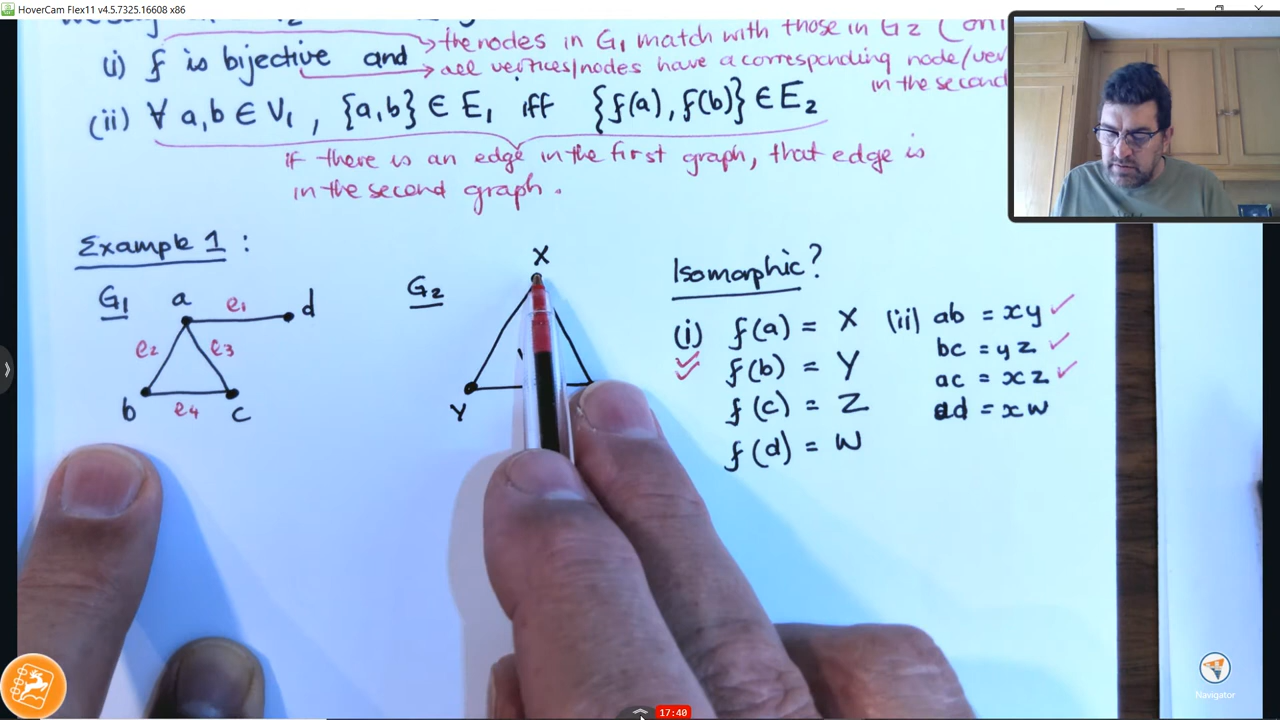 HoverCam Flex11 v4.5.7325.16608 x86
the nodes in G1 match with those in G2
(i) f is bijective and
all vertices/nodes have a corresponding
in the second
(ii) ∀ a,b ∈ V1, {a,b} ∈ E1 iff {f(a), f(b)} ∈ E2
if there is an edge in the first graph, that edge is
in the second graph.
Example 1:
G1
a
e1
d
e2
e3
b
e4
c
G2
X
Y
Isomorphic?
(i) f(a) = X
f(b) = Y
f(c) = Z
f(d) = W
(ii) ab = xy
bc = yz
ac = xz
ad = xw
Navigator
17:40